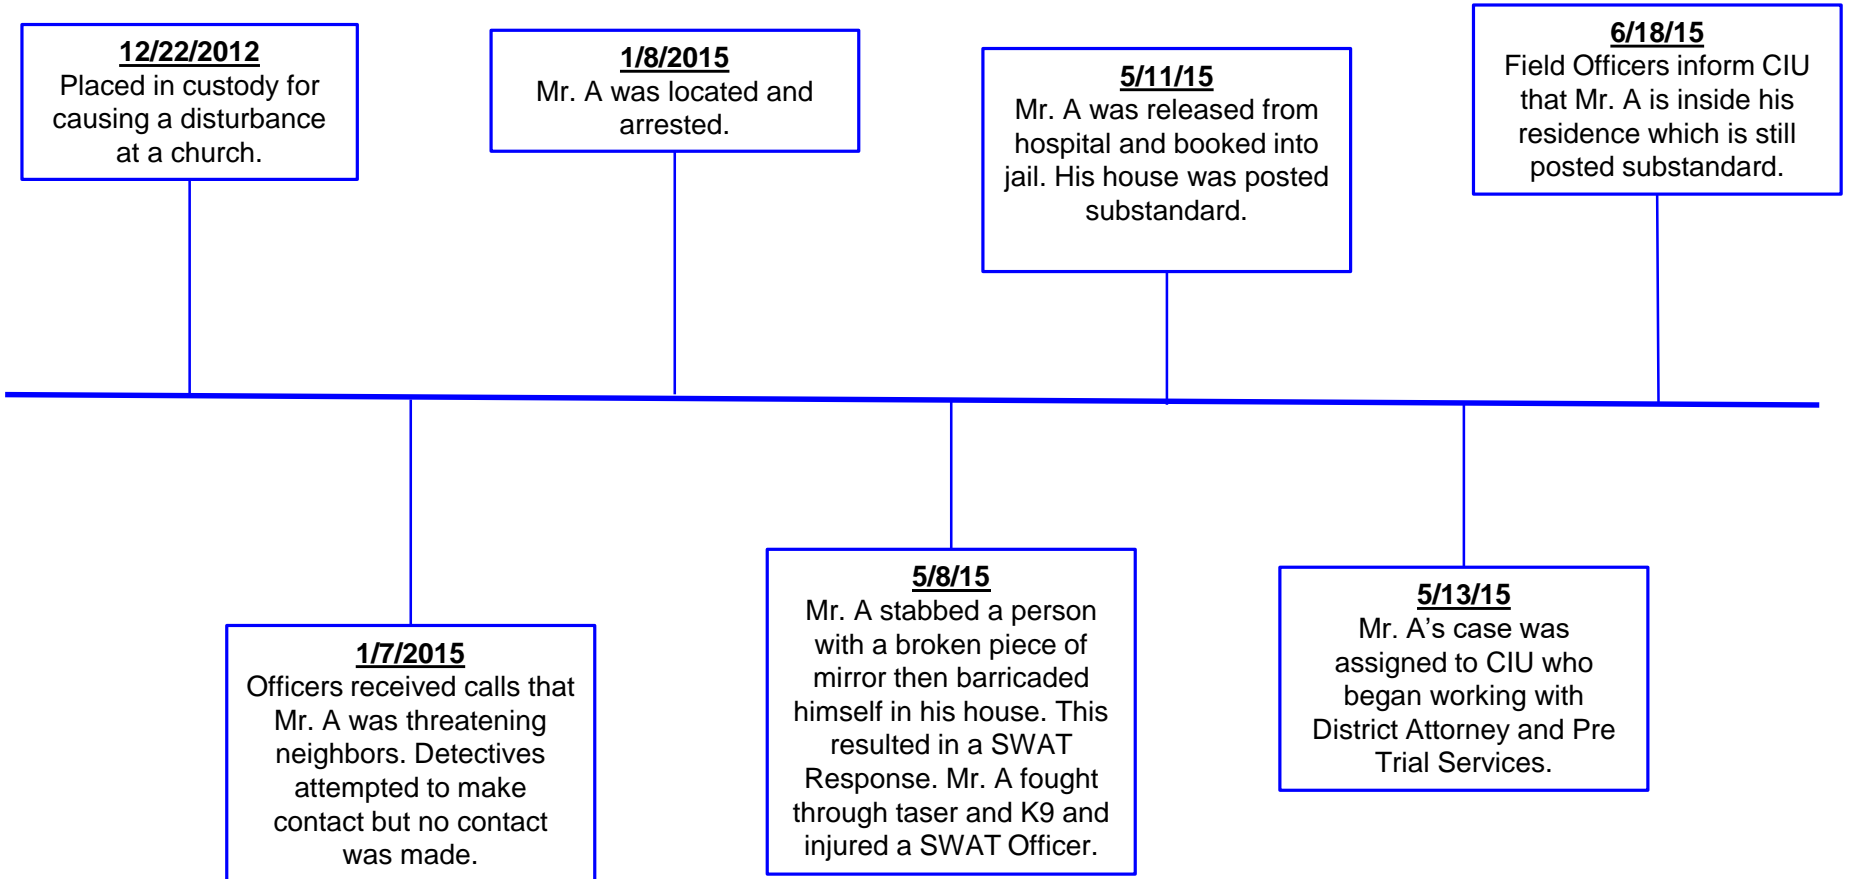 12/22/2012
Placed in custody for
causing a disturbance
at a church.
1/7/2015
Officers received calls that
Mr. A was threatening
neighbors. Detectives
attempted to make
contact but no contact
was made.
1/8/2015
Mr. A was located and
arrested.
5/8/15
Mr. A stabbed a person
with a broken piece of
mirror then barricaded
himself in his house. This
resulted in a SWAT
Response. Mr. A fought
through taser and K9 and
injured a SWAT Officer.
5/11/15
Mr. A was released from
hospital and booked into
jail. His house was posted
substandard.
5/13/15
Mr. A’s case was
assigned to CIU who
began working with
District Attorney and Pre
Trial Services.
6/18/15
Field Officers inform CIU
that Mr. A is inside his
residence which is still
posted substandard.